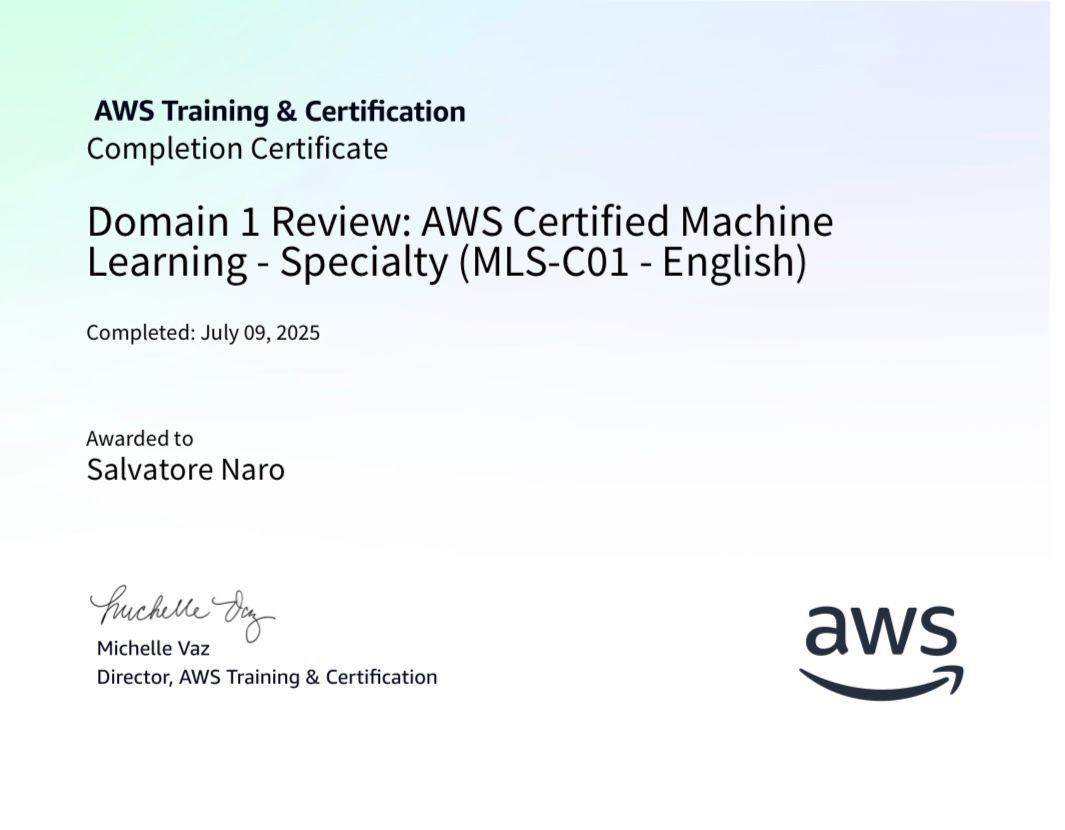 AWS Training & Certification
Completion Certificate
Domain 1 Review: AWS Certified Machine
Learning - Specialty (MLS-C01 - English)
Completed: July 09, 2025
Awarded to
Salvatore Naro
Michelle Vaz
Michelle Vaz
Director, AWS Training & Certification
aws